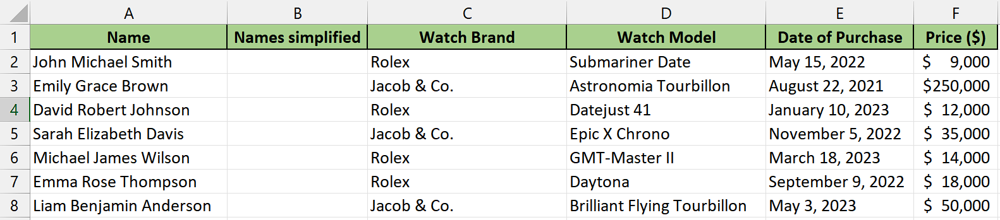 A B C D E F
1 Name Names simplified Watch Brand Watch Model Date of Purchase Price ($)
2 John Michael Smith Rolex Submariner Date May 15, 2022 $ 9,000
3 Emily Grace Brown Jacob & Co. Astronomia Tourbillon August 22, 2021 $250,000
4 David Robert Johnson Rolex Datejust 41 January 10, 2023 $ 12,000
5 Sarah Elizabeth Davis Jacob & Co. Epic X Chrono November 5, 2022 $ 35,000
6 Michael James Wilson Rolex GMT-Master II March 18, 2023 $ 14,000
7 Emma Rose Thompson Rolex Daytona September 9, 2022 $ 18,000
8 Liam Benjamin Anderson Jacob & Co. Brilliant Flying Tourbillon May 3, 2023 $ 50,000